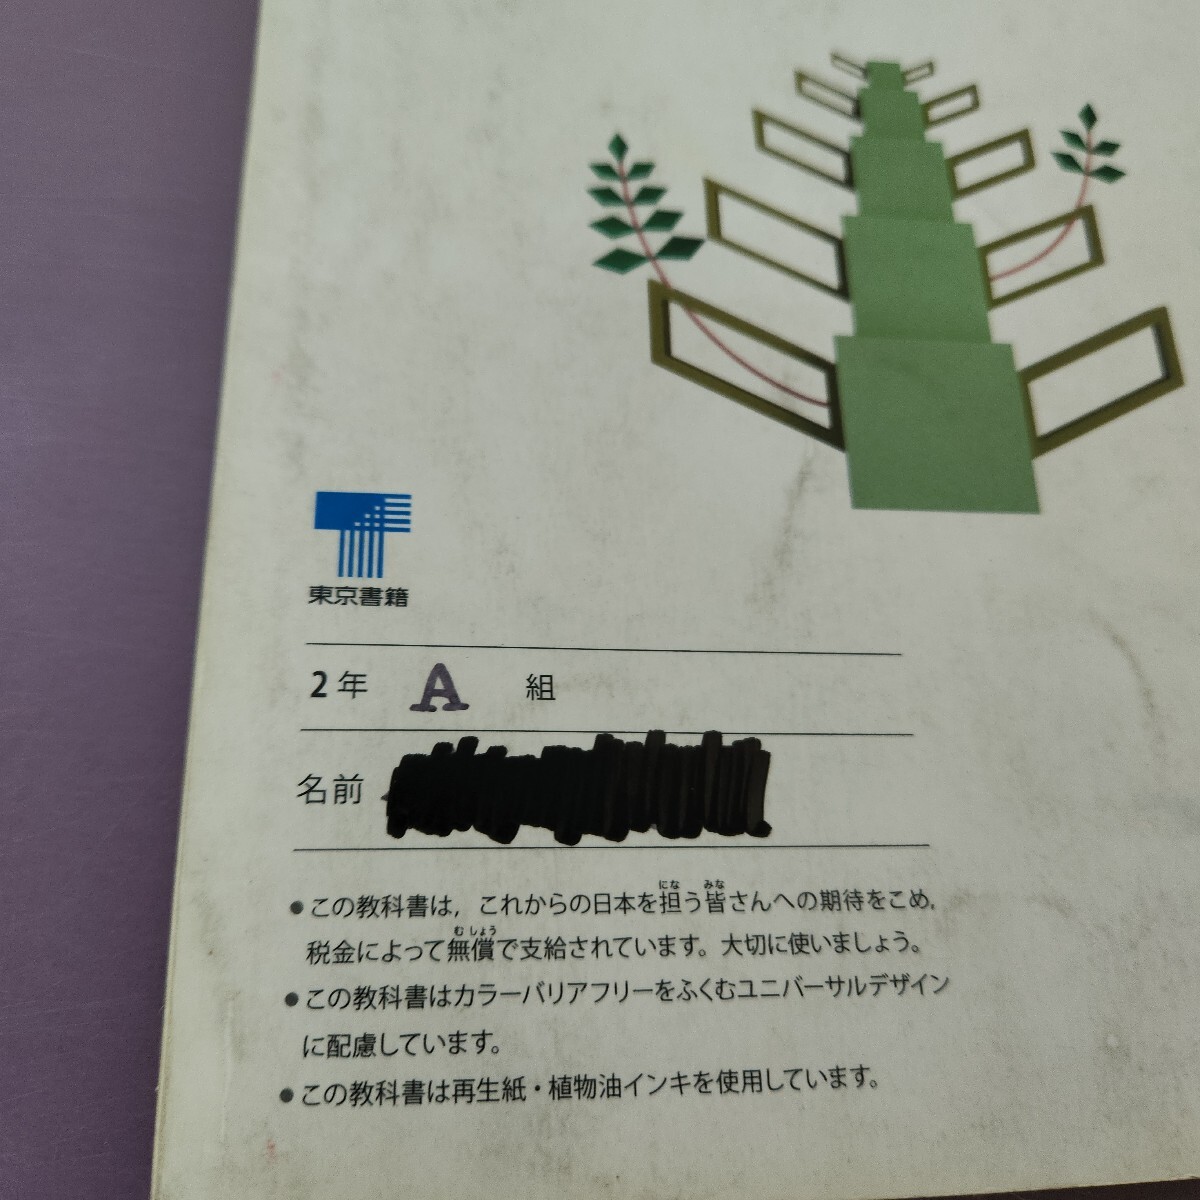 東京書籍
2年 A 組
名前
●この教科書は，これからの日本を担う皆さんへの期待をこめ，
税金によって無償で支給されています。大切に使いましょう。
●この教科書はカラーバリアフリーをふくむユニバーサルデザイン
に配慮しています。
●この教科書は再生紙・植物油インキを使用しています。